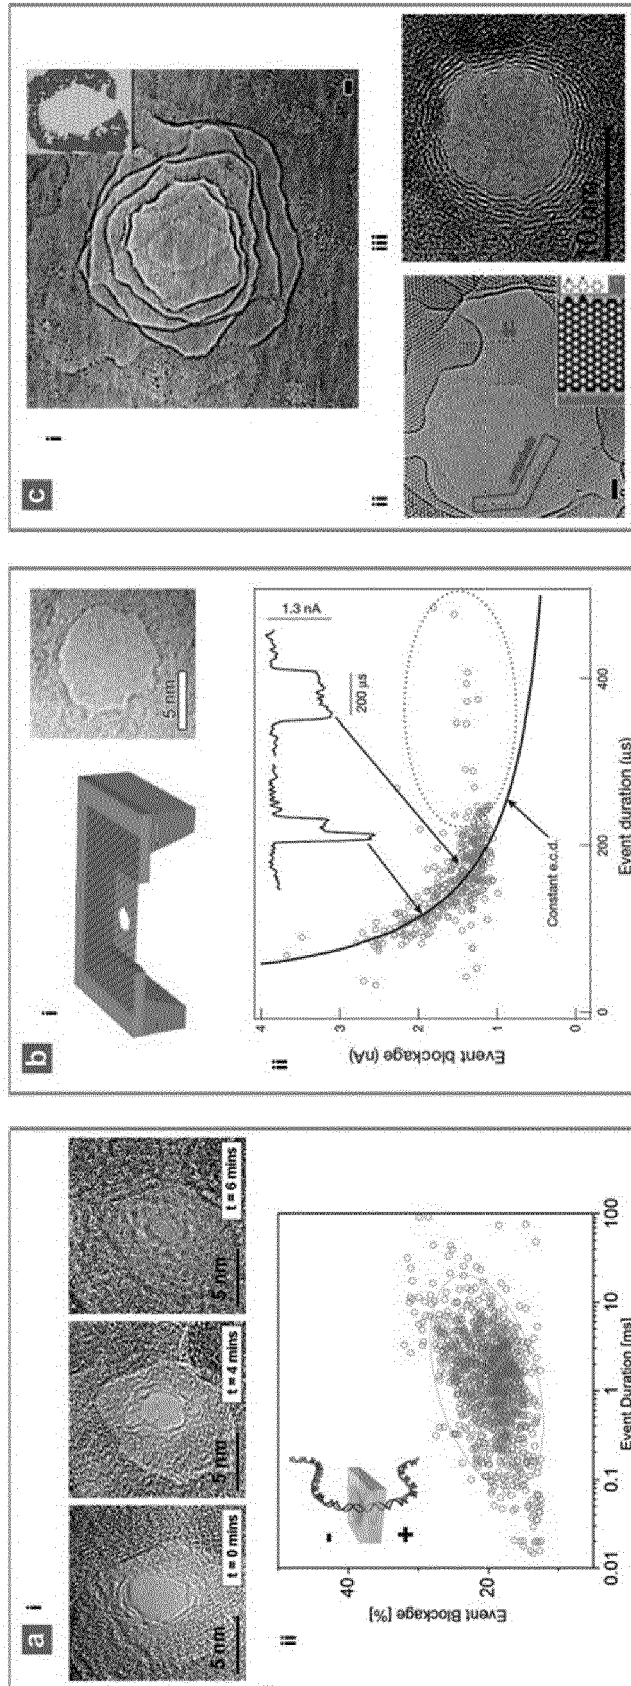 a
i
t = 0 mins
5 nm
t = 4 mins
5 nm
t = 6 mins
5 nm
ii
Event Blockage [%]
40
20
-
+
0.01
0.1
1
10
100
Event Duration [ms]
b
i
5 nm
ii
Event blockage (nA)
4
3
2
1
0
1.3 nA
200 µs
Constant e.c.d.
0
200
400
Event duration (µs)
c
i
ii
iii
10 nm